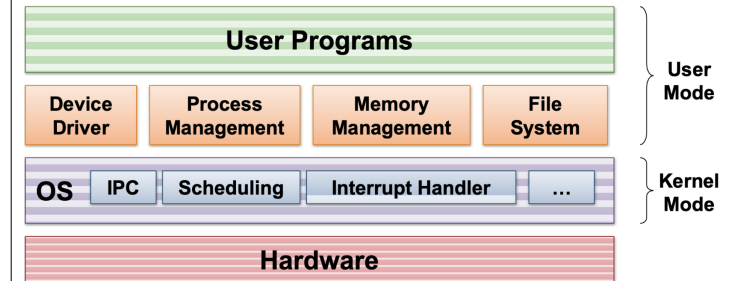 User Programs
Device
Driver
Process
Management
Memory
Management
File
System
User
Mode
OS
IPC
Scheduling
Interrupt Handler
...
Kernel
Mode
Hardware